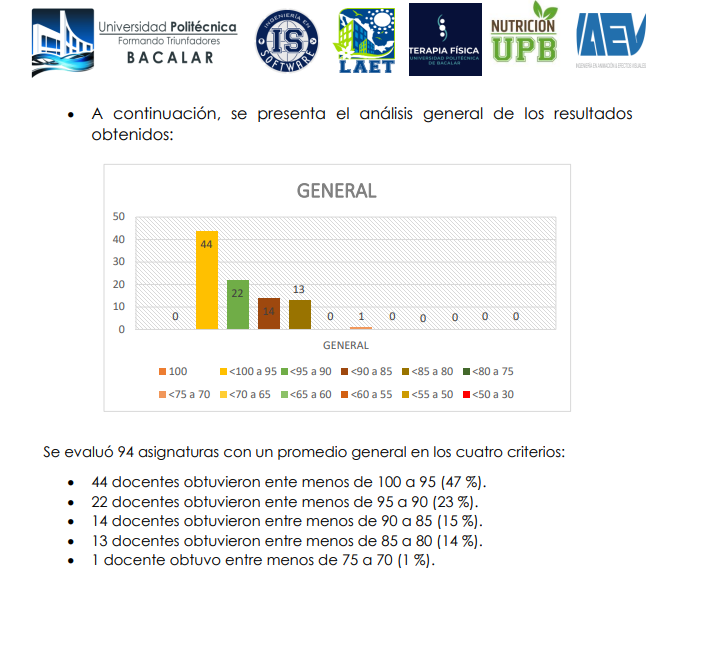 Universidad Politécnica
Formando Triunfadores
BACALAR
INGENIERÍA EN
IS
SOFTWARE
LAET
TERAPIA FÍSICA
UNIVERSIDAD POLITÉCNICA
DE BACALAR
NUTRICIÓN
UPB
IAEV
INGENIERÍA EN ANIMACIÓN Y EFECTOS VISUALES
• A continuación, se presenta el análisis general de los resultados
obtenidos:
GENERAL
50
40
30
20
10
0
0 44 22 14 13 0 1 0 0 0 0 0
GENERAL
100 <100 a 95 <95 a 90 <90 a 85 <85 a 80 <80 a 75
<75 a 70 <70 a 65 <65 a 60 <60 a 55 <55 a 50 <50 a 30
Se evaluó 94 asignaturas con un promedio general en los cuatro criterios:
• 44 docentes obtuvieron ente menos de 100 a 95 (47 %).
• 22 docentes obtuvieron ente menos de 95 a 90 (23 %).
• 14 docentes obtuvieron entre menos de 90 a 85 (15 %).
• 13 docentes obtuvieron entre menos de 85 a 80 (14 %).
• 1 docente obtuvo entre menos de 75 a 70 (1 %).